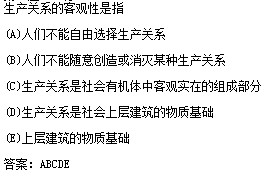 生产关系的客观性是指
(A)人们不能自由选择生产关系
(B)人们不能随意创造或消灭某种生产关系
(C)生产关系是社会有机体中客观实在的组成部分
(D)生产关系是社会上层建筑的物质基础
(E)上层建筑的物质基础
答案：ABCDE